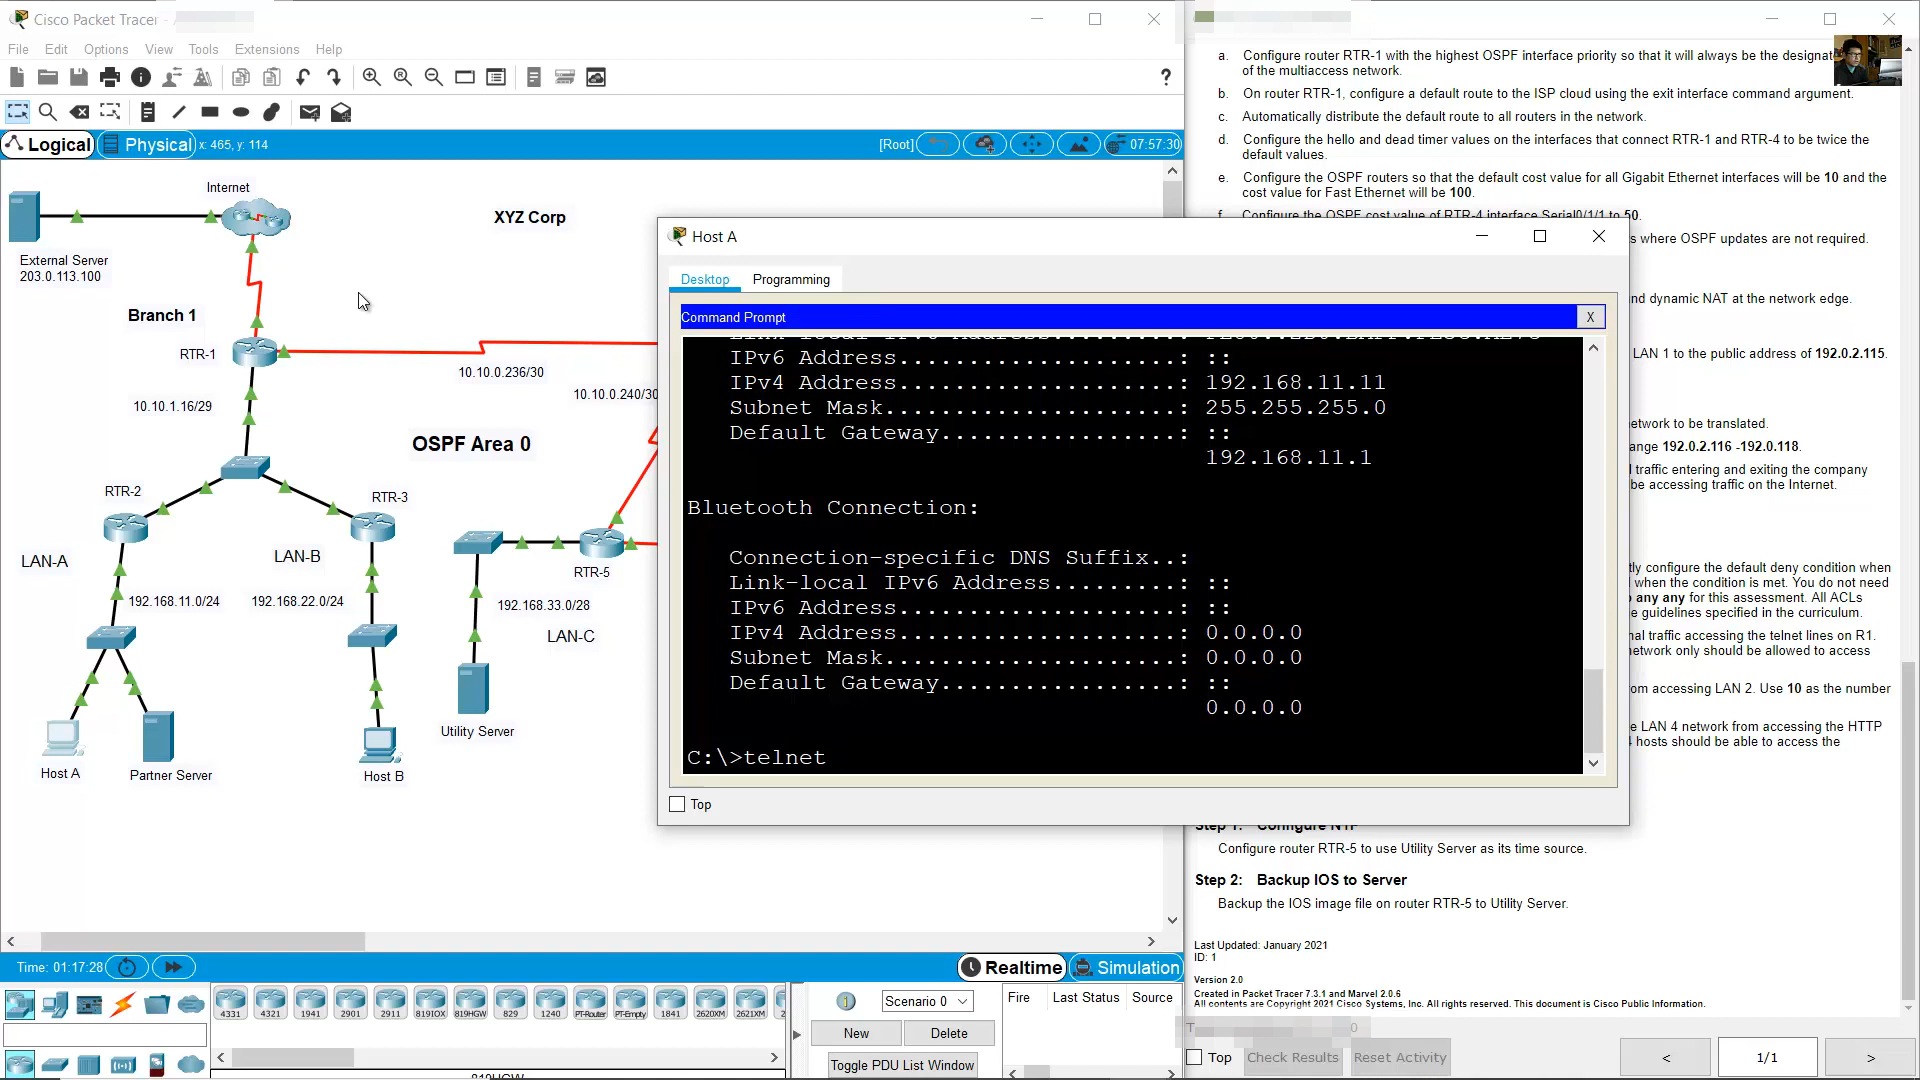 Cisco Packet Tracer -
File Edit Options View Tools Extensions Help
Logical Physical x: 465, y: 114 [Root] 07:57:30
Internet
XYZ Corp
External Server
203.0.113.100
Branch 1
RTR-1
10.10.0.236/30
10.10.0.240/30
10.10.1.16/29
OSPF Area 0
RTR-2
RTR-3
LAN-A
LAN-B
RTR-5
192.168.11.0/24
192.168.22.0/24
192.168.33.0/28
LAN-C
Utility Server
Host A
Partner Server
Host B
Host A
Desktop Programming
Command Prompt X
IPv6 Address....................: ::
IPv4 Address....................: 192.168.11.11
Subnet Mask.....................: 255.255.255.0
Default Gateway.................: ::
192.168.11.1
Bluetooth Connection:
Connection-specific DNS Suffix..:
Link-local IPv6 Address.........: ::
IPv6 Address....................: ::
IPv4 Address....................: 0.0.0.0
Subnet Mask.....................: 0.0.0.0
Default Gateway.................: ::
0.0.0.0
C:\>telnet
Top
a. Configure router RTR-1 with the highest OSPF interface priority so that it will always be the designat
of the multiaccess network.
b. On router RTR-1, configure a default route to the ISP cloud using the exit interface command argument.
c. Automatically distribute the default route to all routers in the network.
d. Configure the hello and dead timer values on the interfaces that connect RTR-1 and RTR-4 to be twice the
default values.
e. Configure the OSPF routers so that the default cost value for all Gigabit Ethernet interfaces will be 10 and the
cost value for Fast Ethernet will be 100.
f. Configure the OSPF cost value of RTR-4 interface Serial0/1/1 to 50.
s where OSPF updates are not required.
nd dynamic NAT at the network edge.
LAN 1 to the public address of 192.0.2.115.
etwork to be translated.
ange 192.0.2.116 -192.0.118.
l traffic entering and exiting the company
be accessing traffic on the Internet.
tly configure the default deny condition when
when the condition is met. You do not need
any any for this assessment. All ACLs
e guidelines specified in the curriculum.
nal traffic accessing the telnet lines on R1.
etwork only should be allowed to access
om accessing LAN 2. Use 10 as the number
e LAN 4 network from accessing the HTTP
4 hosts should be able to access the
Step 1: Configure NTP
Configure router RTR-5 to use Utility Server as its time source.
Step 2: Backup IOS to Server
Backup the IOS image file on router RTR-5 to Utility Server.
Last Updated: January 2021
ID: 1
Version 2.0
Created in Packet Tracer 7.3.1 and Marvel 2.0.6
All contents are Copyright 2021 Cisco Systems, Inc. All rights reserved. This document is Cisco Public Information.
Top Check Results Reset Activity < 1/1 >
Time: 01:17:28 Realtime Simulation
4331 4321 1941 2901 2911 819IOX 819HGW 829 1240 PT-Router PT-Empty 1841 2620XM 2621XM
819HGW
Scenario 0
New Delete
Toggle PDU List Window
Fire Last Status Source